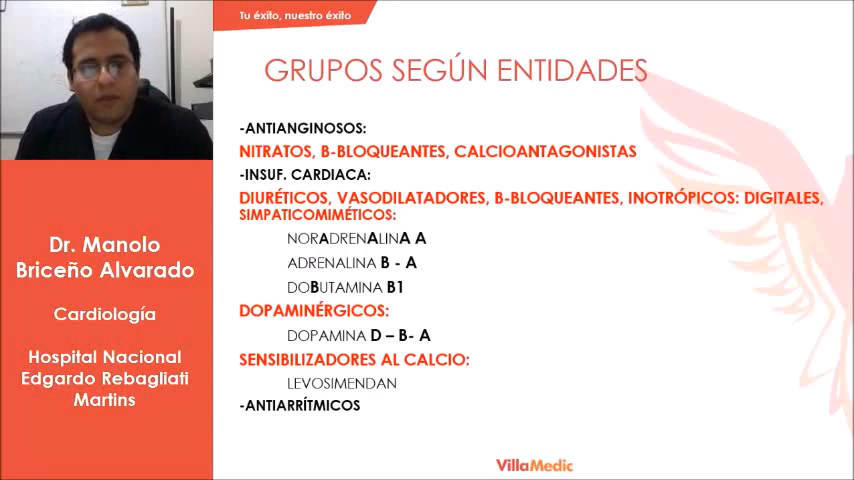 Tu éxito, nuestro éxito
GRUPOS SEGÚN ENTIDADES
-ANTIANGINOSOS:
NITRATOS, B-BLOQUEANTES, CALCIOANTAGONISTAS
-INSUF. CARDIACA:
DIURÉTICOS, VASODILATADORES, B-BLOQUEANTES, INOTRÓPICOS: DIGITALES,
SIMPATICOMIMÉTICOS:
NORADRENALINA A
ADRENALINA B - A
DOBUTAMINA B1
DOPAMINÉRGICOS:
DOPAMINA D – B- A
SENSIBILIZADORES AL CALCIO:
LEVOSIMENDAN
-ANTIARRÍTMICOS
Dr. Manolo
Briceño Alvarado
Cardiología
Hospital Nacional
Edgardo Rebagliati
Martins
VillaMedic